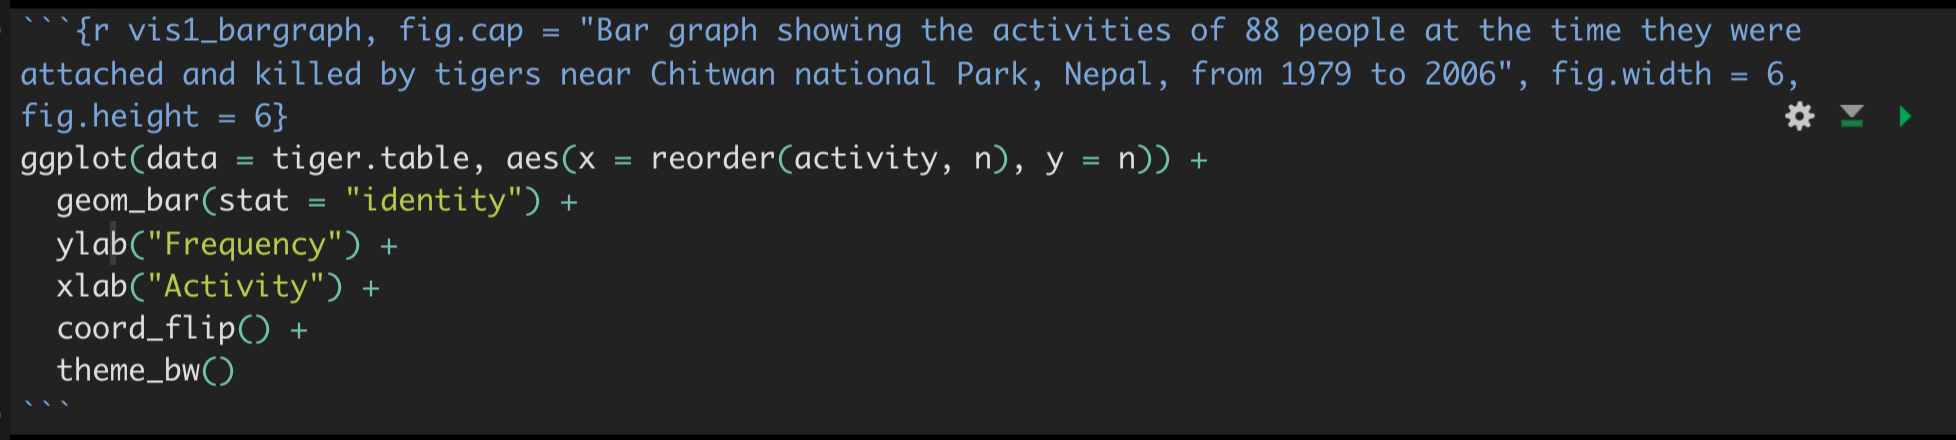 ```{r vis1_bargraph, fig.cap = "Bar graph showing the activities of 88 people at the time they were
attached and killed by tigers near Chitwan national Park, Nepal, from 1979 to 2006", fig.width = 6,
fig.height = 6}
ggplot(data = tiger.table, aes(x = reorder(activity, n), y = n)) +
  geom_bar(stat = "identity") +
  ylab("Frequency") +
  xlab("Activity") +
  coord_flip() +
  theme_bw()
```